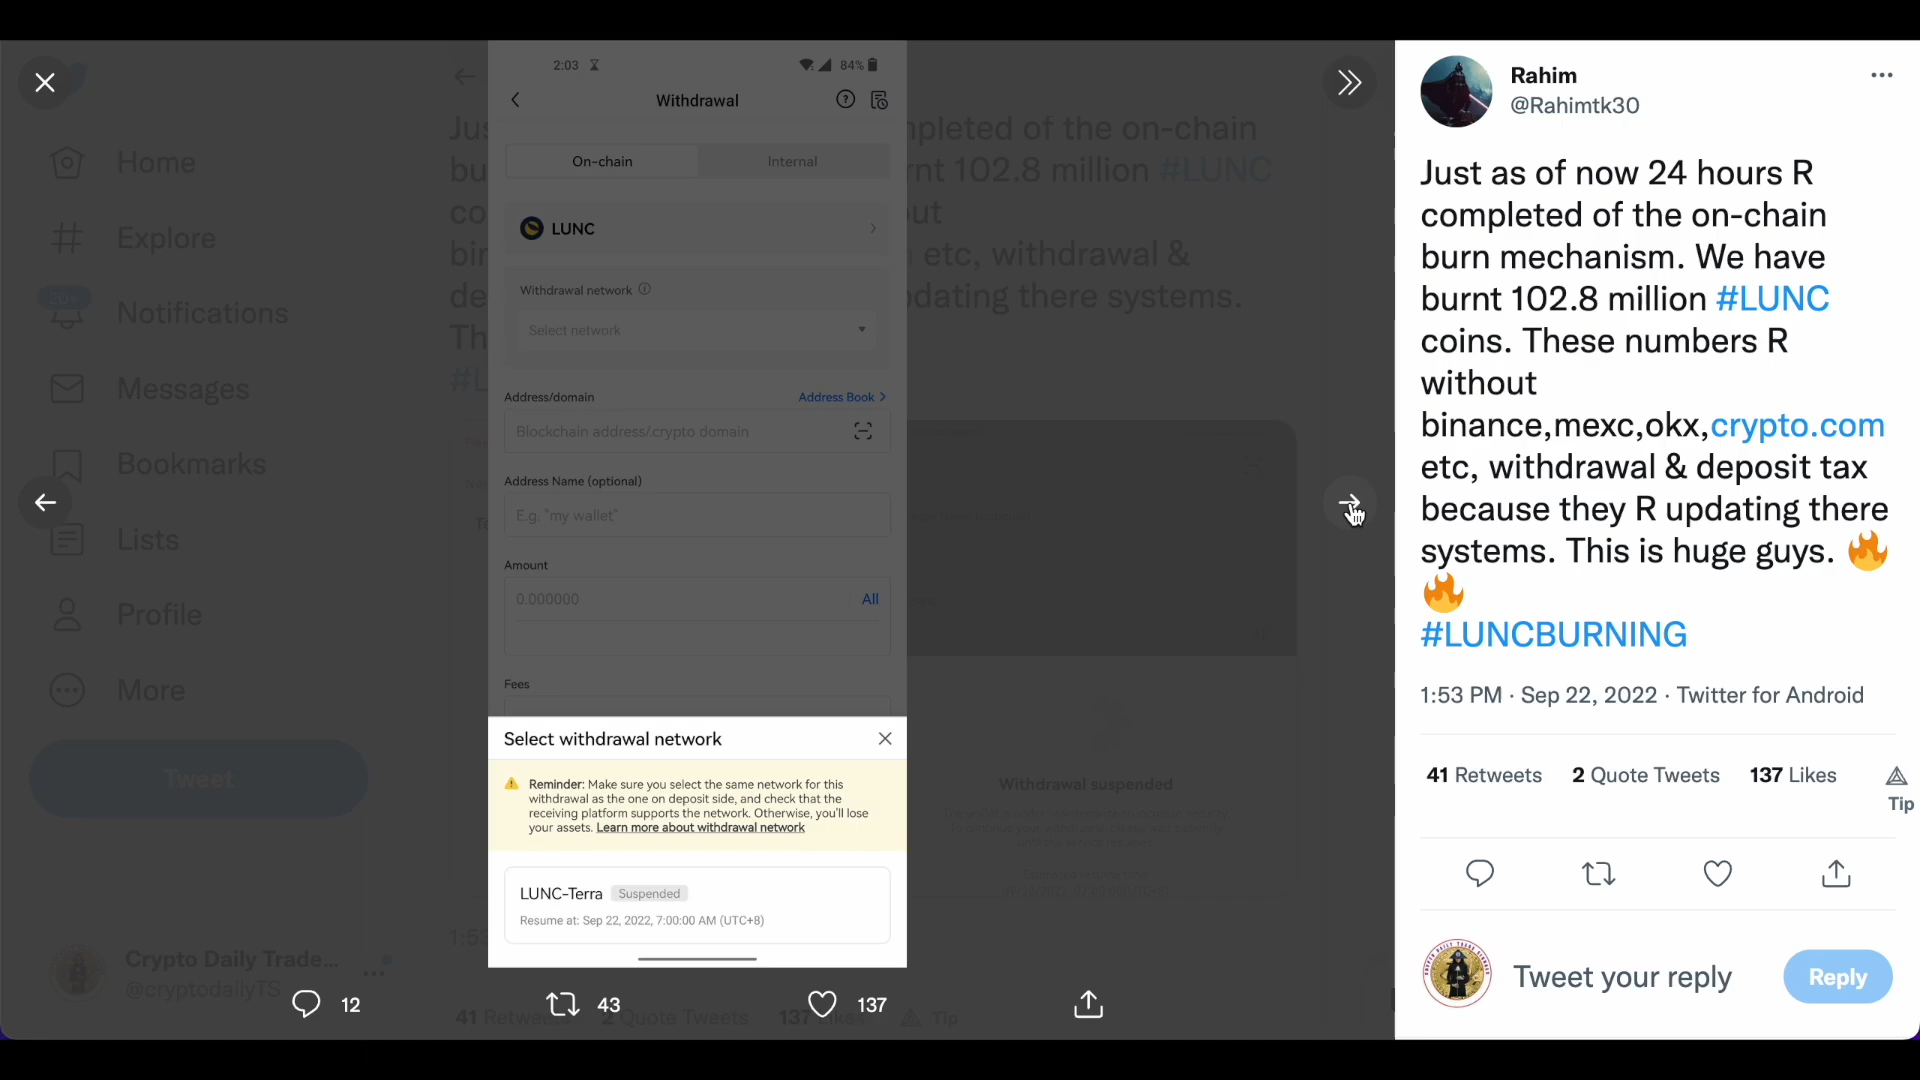 Home
Explore
20+
Notifications
Messages
Bookmarks
Lists
Profile
More
Tweet
Crypto Daily Trade...
@cryptodailyTS
2:03
84%
Withdrawal
On-chain
Internal
LUNC
Withdrawal network
Select network
Address/domain
Address Book >
Blockchain address/.crypto domain
Address Name (optional)
E.g. "my wallet"
Amount
0.000000
All
Fees
Select withdrawal network
Reminder: Make sure you select the same network for this
withdrawal as the one on deposit side, and check that the
receiving platform supports the network. Otherwise, you'll lose
your assets. Learn more about withdrawal network
LUNC-Terra Suspended
Resume at: Sep 22, 2022, 7:00:00 AM (UTC+8)
12
43
137
Withdrawal suspended
41 Retweets 2 Quote Tweets 137 Likes Tip
Rahim
@Rahimtk30
Just as of now 24 hours R
completed of the on-chain
burn mechanism. We have
burnt 102.8 million #LUNC
coins. These numbers R
without
binance,mexc,okx,crypto.com
etc, withdrawal & deposit tax
because they R updating there
systems. This is huge guys. 🔥
🔥
#LUNCBURNING
1:53 PM · Sep 22, 2022 · Twitter for Android
41 Retweets 2 Quote Tweets 137 Likes
Tip
Tweet your reply
Reply